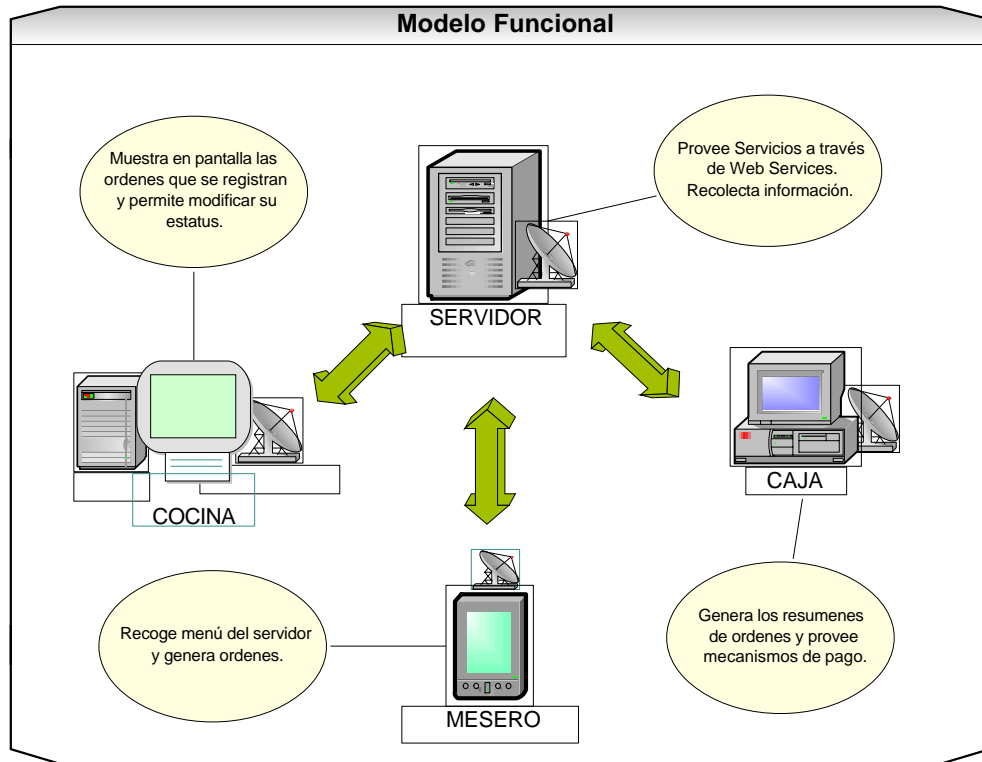 Modelo Funcional
Muestra en pantalla las
ordenes que se registran
y permite modificar su
estatus.
Provee Servicios a través
de Web Services.
Recolecta información.
SERVIDOR
COCINA
CAJA
Recoge menú del servidor
y genera ordenes.
MESERO
Genera los resumenes
de ordenes y provee
mecanismos de pago.